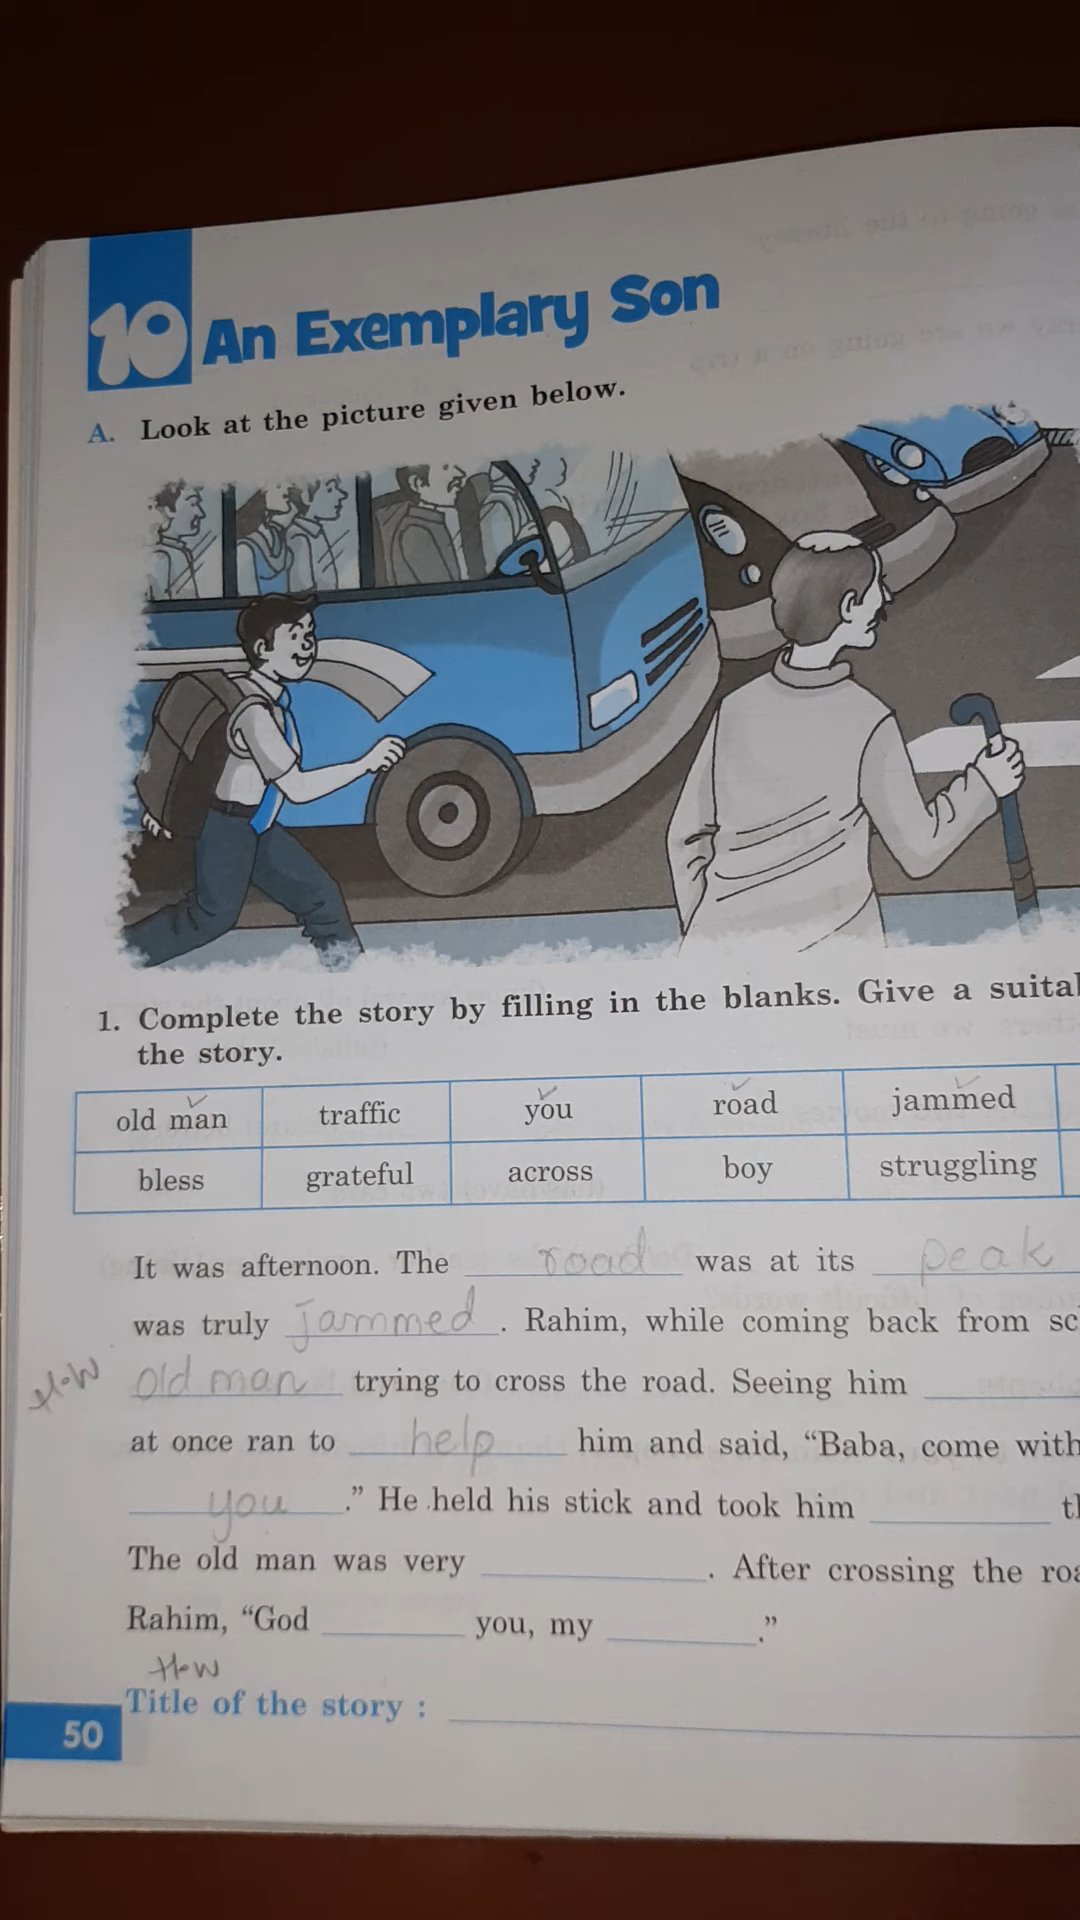 10 An Exemplary Son
A. Look at the picture given below.
1. Complete the story by filling in the blanks. Give a
the story.
old man traffic you road jammed
bless grateful across boy struggling
It was afternoon. The road was at its peak
was truly jammed. Rahim, while coming back from
H.W old man trying to cross the road. Seeing him
at once ran to help him and said, “Baba, come with
you.” He held his stick and took him
The old man was very . After crossing the
Rahim, “God you, my .”
H.W
Title of the story :
50